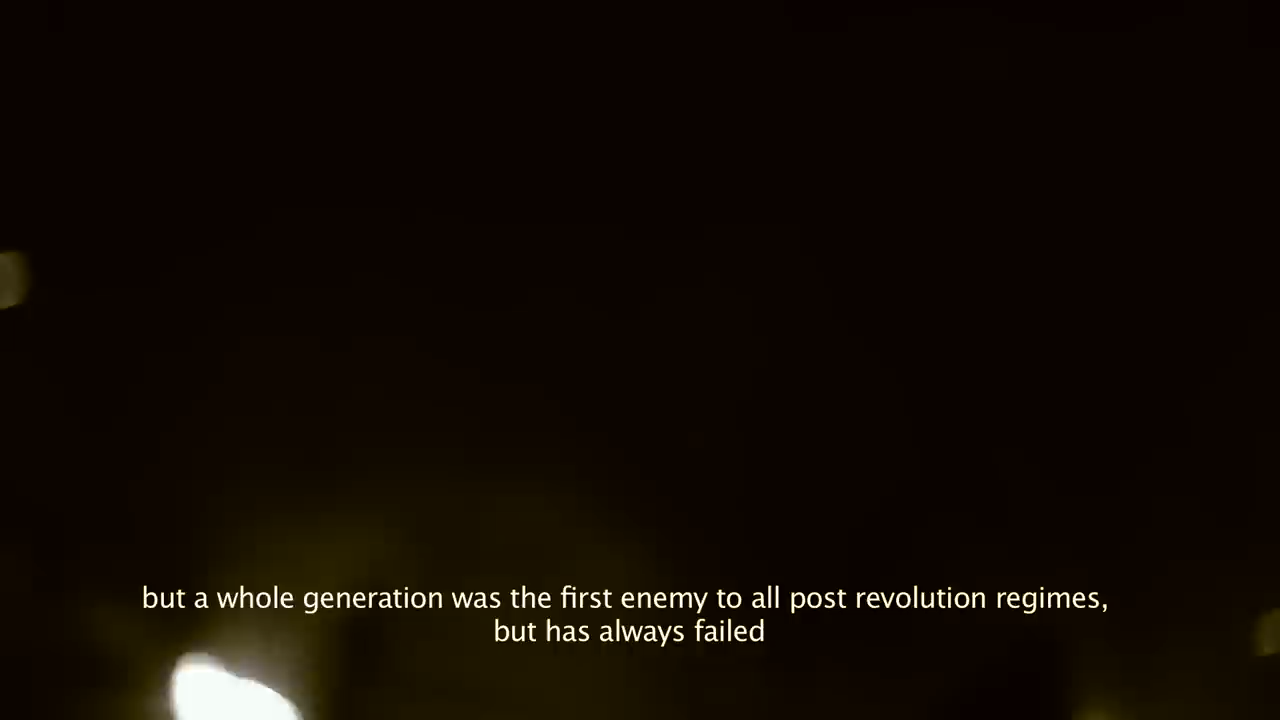 but a whole generation was the first enemy to all post revolution regimes,
but has always failed